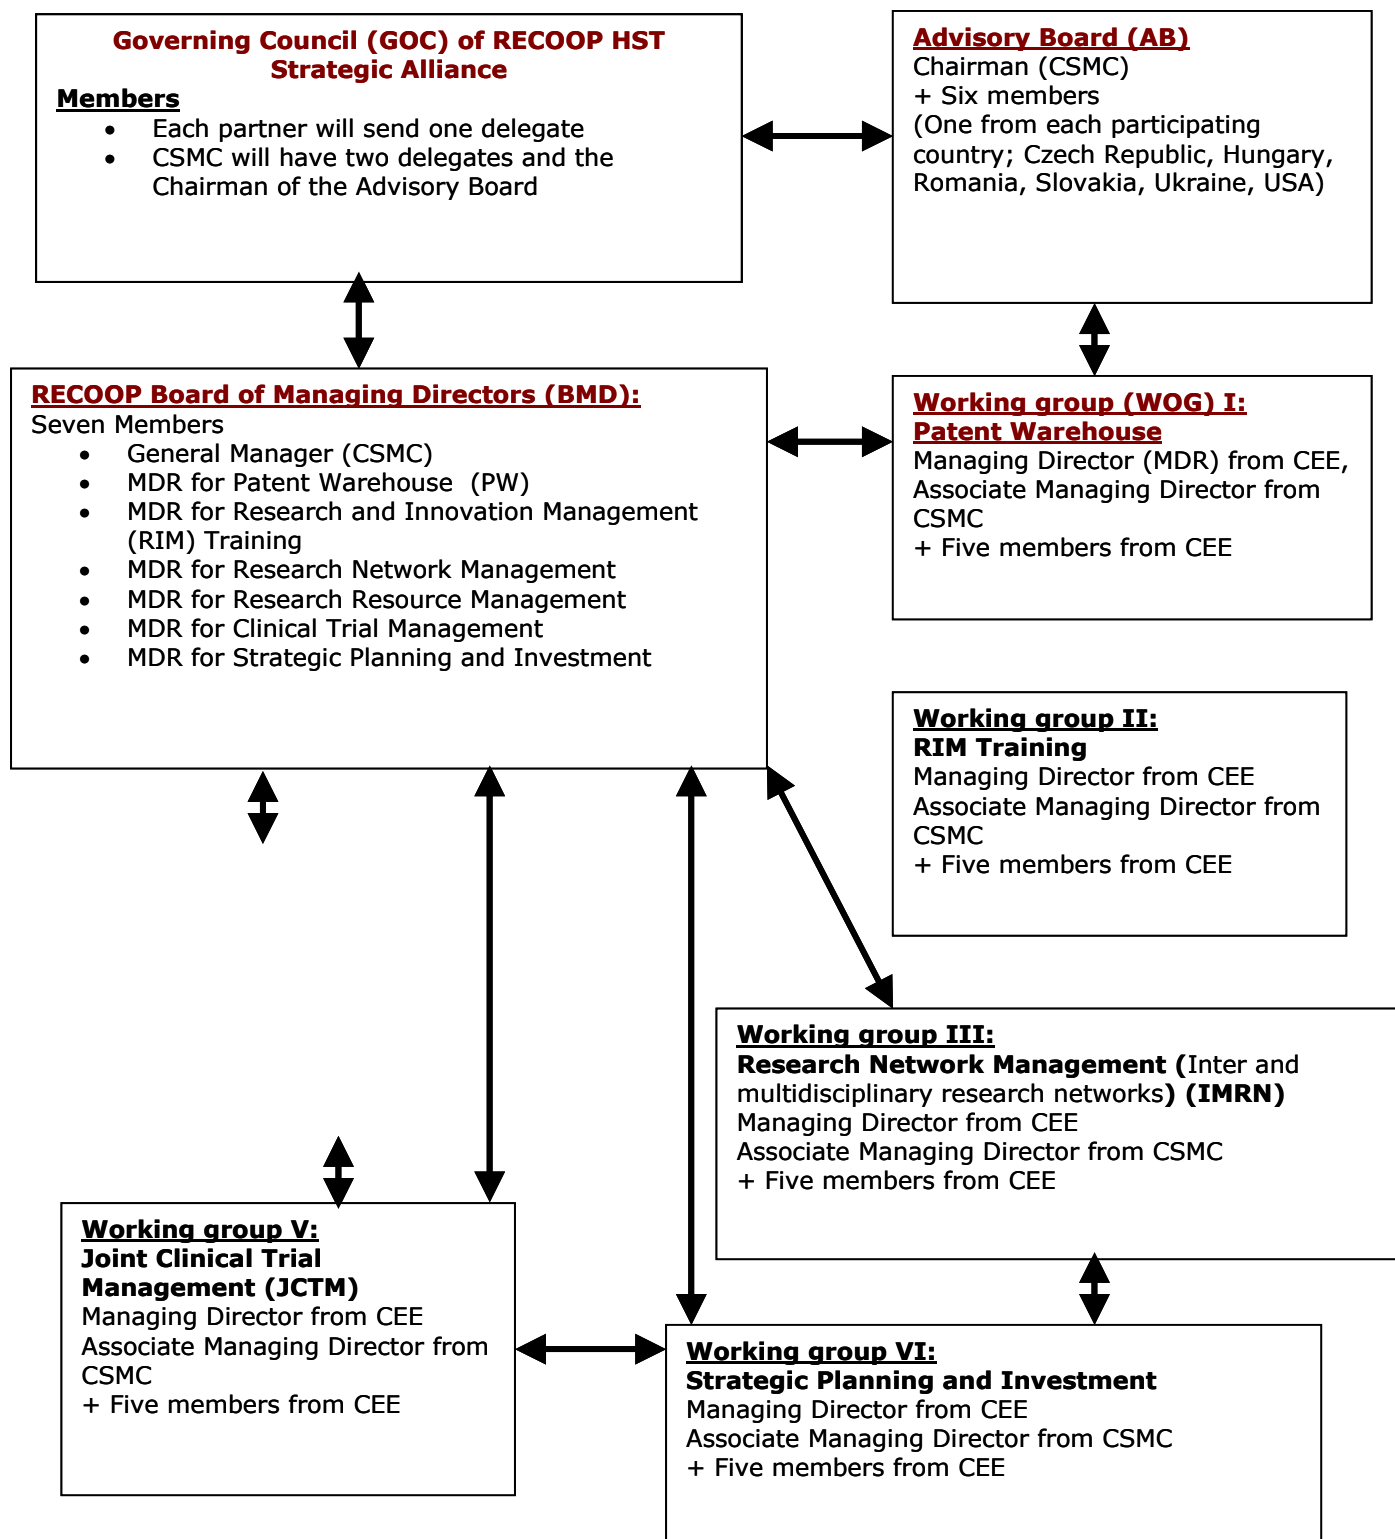 Governing Council (GOC) of RECOOP HST
Strategic Alliance
Members
• Each partner will send one delegate
• CSMC will have two delegates and the
Chairman of the Advisory Board
Advisory Board (AB)
Chairman (CSMC)
+ Six members
(One from each participating
country; Czech Republic, Hungary,
Romania, Slovakia, Ukraine, USA)
RECOOP Board of Managing Directors (BMD):
Seven Members
• General Manager (CSMC)
• MDR for Patent Warehouse (PW)
• MDR for Research and Innovation Management
(RIM) Training
• MDR for Research Network Management
• MDR for Research Resource Management
• MDR for Clinical Trial Management
• MDR for Strategic Planning and Investment
Working group (WOG) I:
Patent Warehouse
Managing Director (MDR) from CEE,
Associate Managing Director from
CSMC
+ Five members from CEE
Working group II:
RIM Training
Managing Director from CEE
Associate Managing Director from
CSMC
+ Five members from CEE
Working group III:
Research Network Management (Inter and
multidisciplinary research networks) (IMRN)
Managing Director from CEE
Associate Managing Director from CSMC
+ Five members from CEE
Working group V:
Joint Clinical Trial
Management (JCTM)
Managing Director from CEE
Associate Managing Director from
CSMC
+ Five members from CEE
Working group VI:
Strategic Planning and Investment
Managing Director from CEE
Associate Managing Director from CSMC
+ Five members from CEE